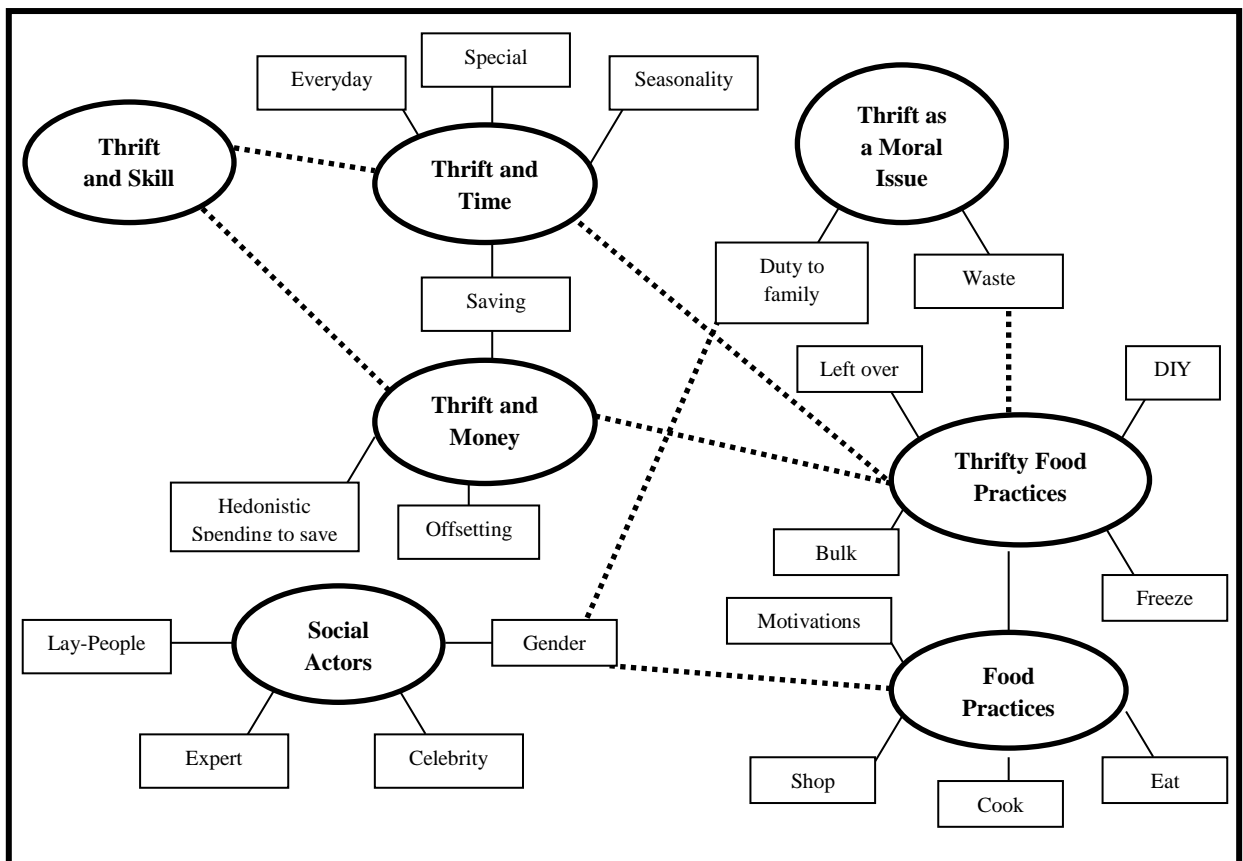 Special
Everyday
Seasonality
Thrift as
a Moral
Issue
Thrift
and Skill
Thrift and
Time
Duty to
family
Waste
Saving
Left over
DIY
Thrift and
Money
Thrifty Food
Practices
Hedonistic
Spending to save
Offsetting
Bulk
Freeze
Motivations
Lay-People
Social
Actors
Gender
Food
Practices
Expert
Celebrity
Shop
Cook
Eat